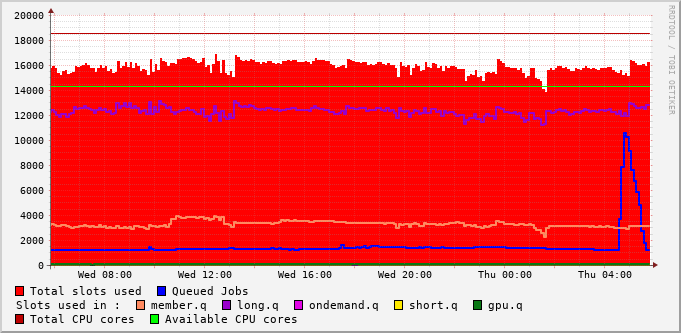 RRDTOOL / TOBI OETIKER
20000
18000
16000
14000
12000
10000
8000
6000
4000
2000
0
Wed 08:00 Wed 12:00 Wed 16:00 Wed 20:00 Thu 00:00 Thu 04:00
Total slots used Queued Jobs
Slots used in : member.q long.q ondemand.q short.q gpu.q
Total CPU cores Available CPU cores